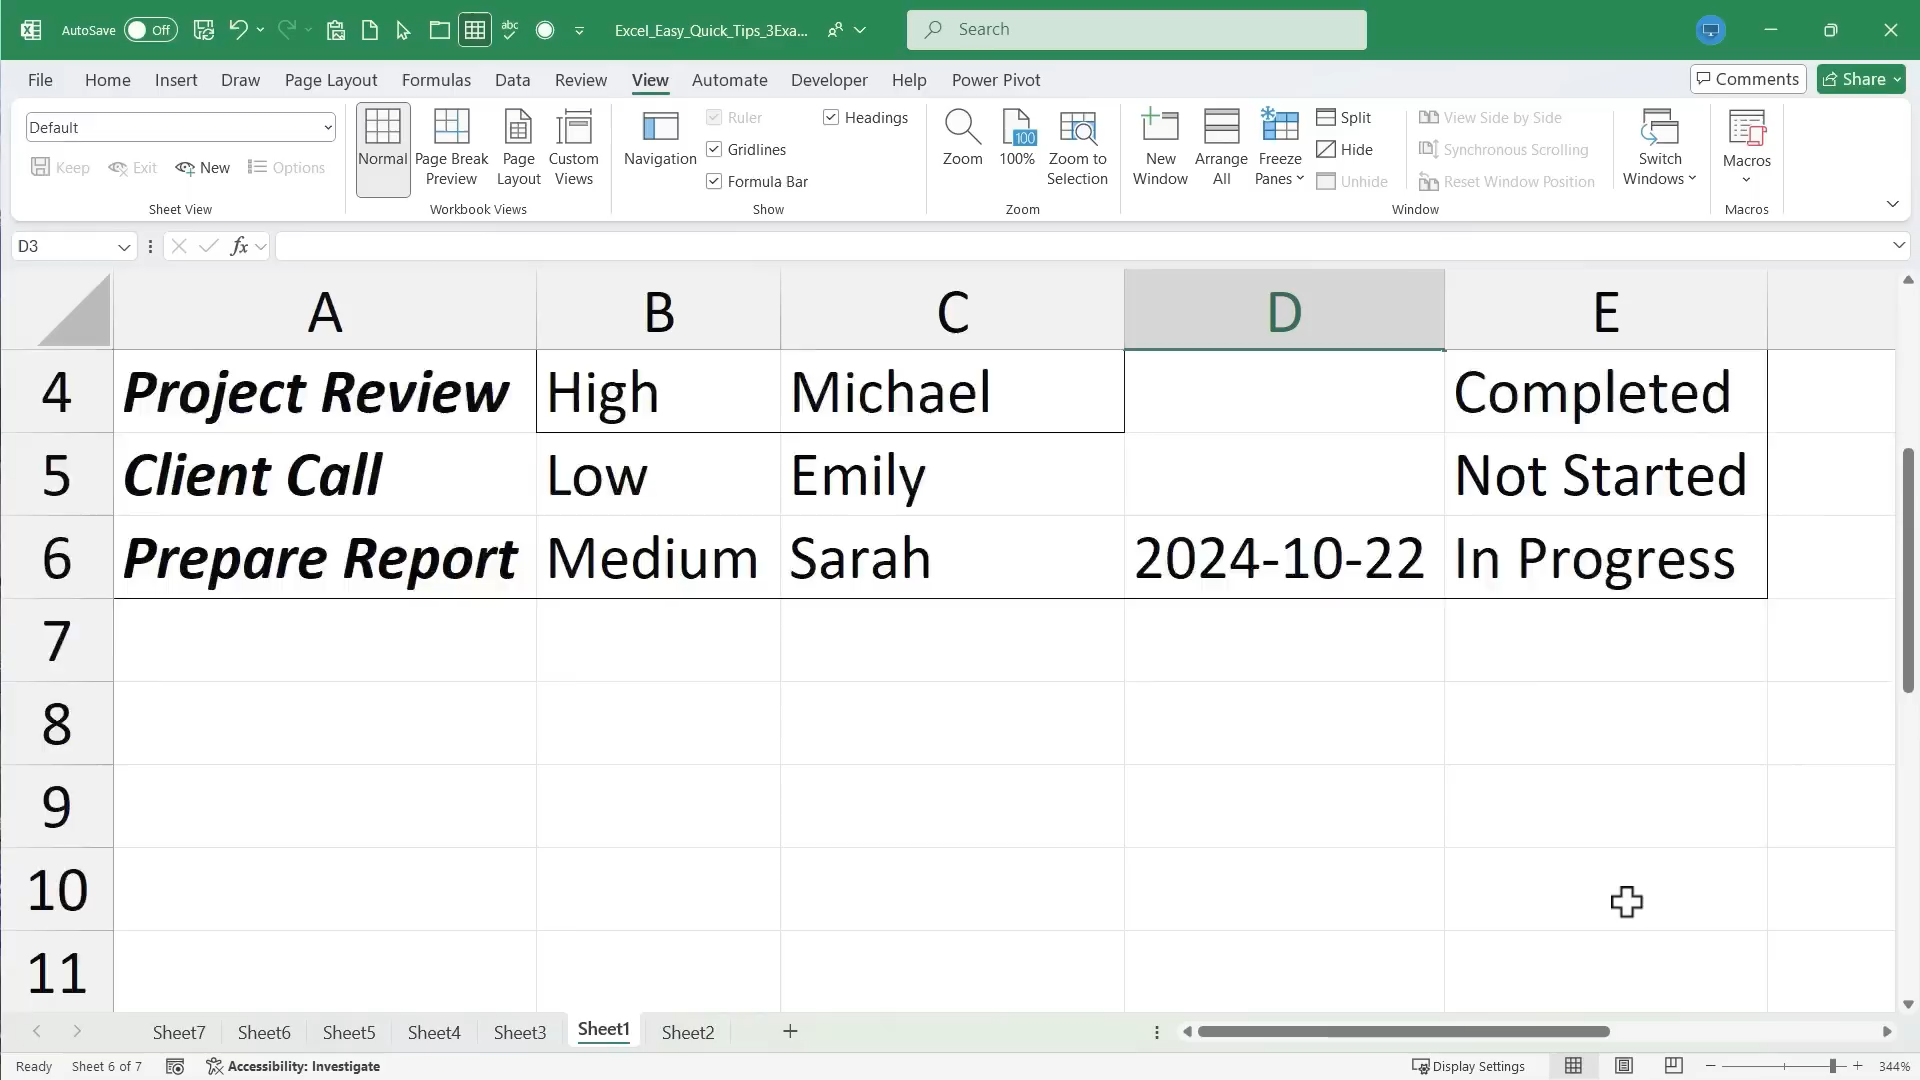 AutoSave Off abc Excel_Easy_Quick_Tips_3Exa... Search
File Home Insert Draw Page Layout Formulas Data Review View Automate Developer Help Power Pivot Comments Share
Default
Keep Exit New Options
Sheet View
Normal Page Break Preview Page Layout Custom Views
Workbook Views
Navigation Ruler Headings
Gridlines
Formula Bar
Show
Zoom 100 100% Zoom to Selection
Zoom
New Window Arrange All Freeze Panes Split
Hide
Unhide
View Side by Side
Synchronous Scrolling
Reset Window Position
Switch Windows
Window
Macros
Macros
D3 fx
A B C D E
4 Project Review High Michael Completed
5 Client Call Low Emily Not Started
6 Prepare Report Medium Sarah 2024-10-22 In Progress
7
8
9
10
11
Sheet7 Sheet6 Sheet5 Sheet4 Sheet3 Sheet1 Sheet2
Ready Sheet 6 of 7 Accessibility: Investigate Display Settings 344%